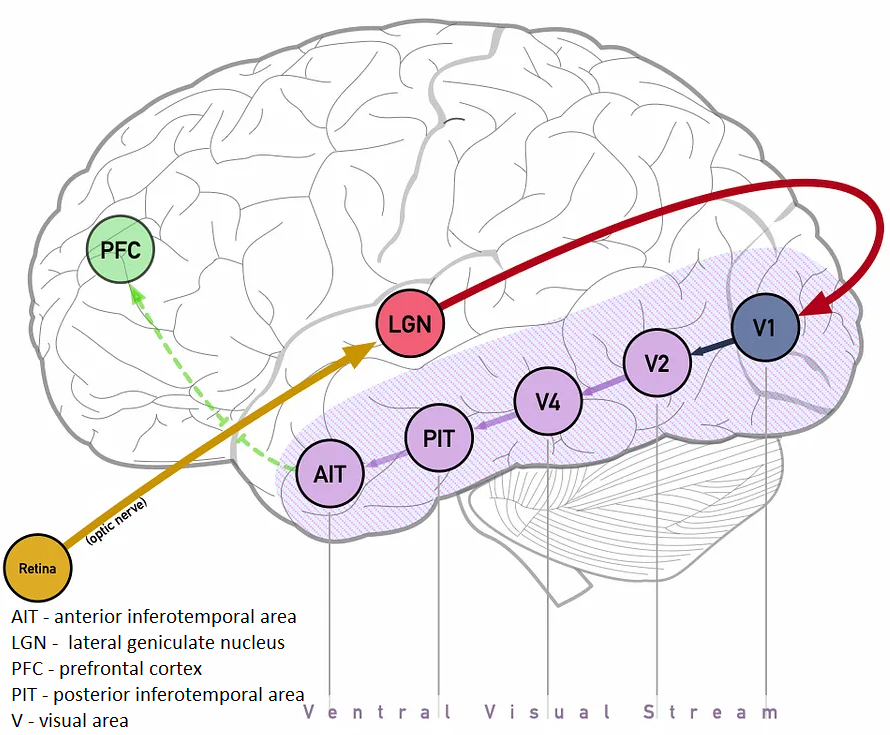 PFC
LGN
V1
V2
V4
PIT
AIT
(optic nerve)
Retina
AIT - anterior inferotemporal area
LGN - lateral geniculate nucleus
PFC - prefrontal cortex
PIT - posterior inferotemporal area
V - visual area
Ventral Visual Stream